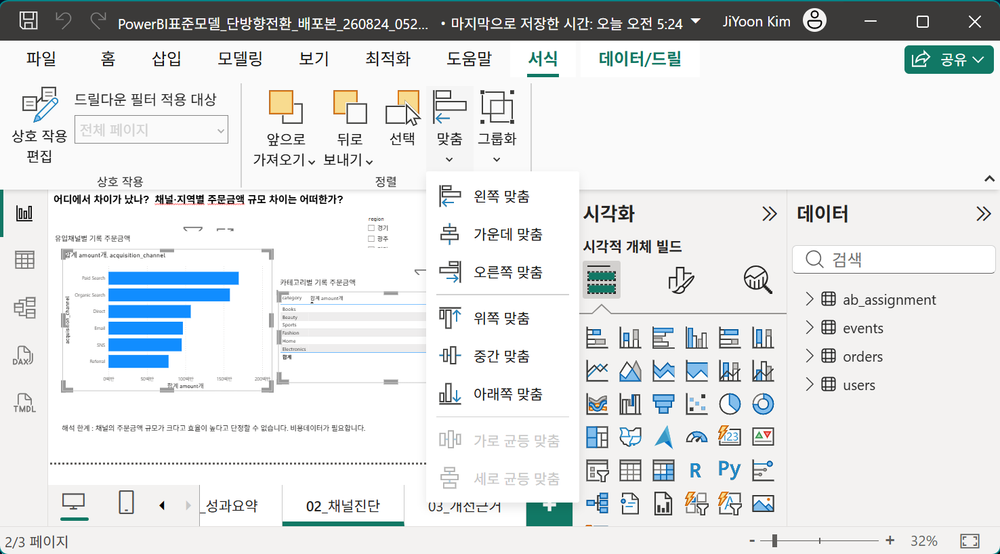 PowerBI표준모델_단방향전환_배포본_260824_052... • 마지막으로 저장한 시간: 오늘 오전 5:24
JiYoon Kim
파일 홈 삽입 모델링 보기 최적화 도움말 서식 데이터/드릴
공유
상호 작용
편집
드릴다운 필터 적용 대상
전체 페이지
상호 작용
앞으로
가져오기
뒤로
보내기
선택
맞춤
그룹화
정렬
왼쪽 맞춤
가운데 맞춤
오른쪽 맞춤
위쪽 맞춤
중간 맞춤
아래쪽 맞춤
가로 균등 맞춤
세로 균등 맞춤
어디에서 차이가 났나? 채널·지역별 주문금액 규모 차이는 어떠한가?
region
경기
광주
유입채널별 기록 주문금액
합계 amount개, acquisition_channel
acquisition_channel
Paid Search
Organic Search
Direct
Email
SNS
Referral
0백만 50백만 100백만 150백만 200백만
합계 amount개
카테고리별 기록 주문금액
category 합계 amount개
Books
Beauty
Sports
Fashion
Home
Electronics
합계
해석 한계 : 채널의 주문금액 규모가 크다고 효율이 높다고 단정할 수 없습니다. 비용데이터가 필요합니다.
DAX
TMDL
시각화
시각적 개체 빌드
123
R
Py
데이터
검색
ab_assignment
events
orders
users
_성과요약
02_채널진단
03_개선근거
2/3 페이지
- + 32%